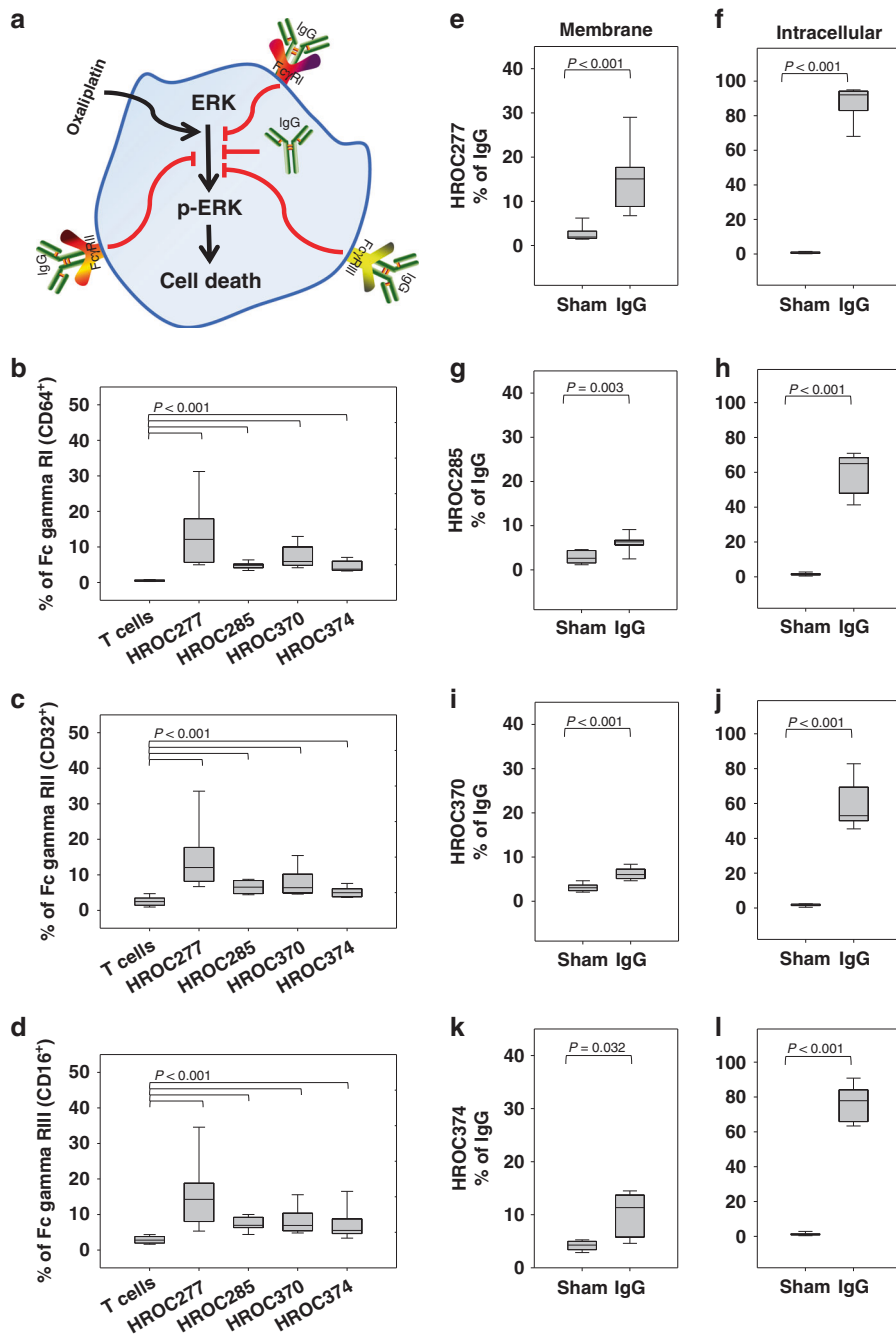 a
IgG
FcγRI
Oxaliplatin
ERK
IgG
p-ERK
Cell death
FcγRII
IgG
FcγRIII
IgG
b
% of Fc gamma RI (CD64⁺)
50
40
30
20
10
0
P < 0.001
T cells
HROC277
HROC285
HROC370
HROC374
c
% of Fc gamma RII (CD32⁺)
50
40
30
20
10
0
P < 0.001
T cells
HROC277
HROC285
HROC370
HROC374
d
% of Fc gamma RIII (CD16⁺)
50
40
30
20
10
0
P < 0.001
T cells
HROC277
HROC285
HROC370
HROC374
e
Membrane
HROC277
% of IgG
40
30
20
10
0
P < 0.001
Sham IgG
f
Intracellular
100
80
60
40
20
0
P < 0.001
Sham IgG
g
HROC285
% of IgG
40
30
20
10
0
P = 0.003
Sham IgG
h
100
80
60
40
20
0
P < 0.001
Sham IgG
i
HROC370
% of IgG
40
30
20
10
0
P < 0.001
Sham IgG
j
100
80
60
40
20
0
P < 0.001
Sham IgG
k
HROC374
% of IgG
40
30
20
10
0
P = 0.032
Sham IgG
l
100
80
60
40
20
0
P < 0.001
Sham IgG